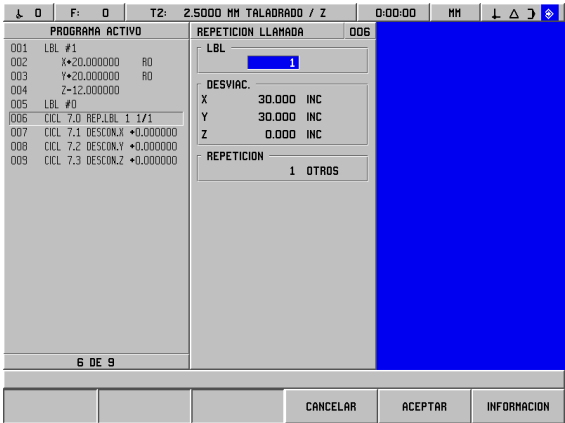 0 F: 0 T2: 2.5000 MM TALADRADO / Z 0:00:00 MM
PROGRAMA ACTIVO
001 LBL #1
002 X+20.000000 R0
003 Y+20.000000 R0
004 Z-12.000000
005 LBL #0
006 CICL 7.0 REP.LBL 1 1/1
007 CICL 7.1 DESCON.X +0.000000
008 CICL 7.2 DESCON.Y +0.000000
009 CICL 7.3 DESCON.Z +0.000000
6 DE 9
REPETICION LLAMADA 006
LBL
1
DESVIAC.
X 30.000 INC
Y 30.000 INC
Z 0.000 INC
REPETICION
1 OTROS
CANCELAR ACEPTAR INFORMACION